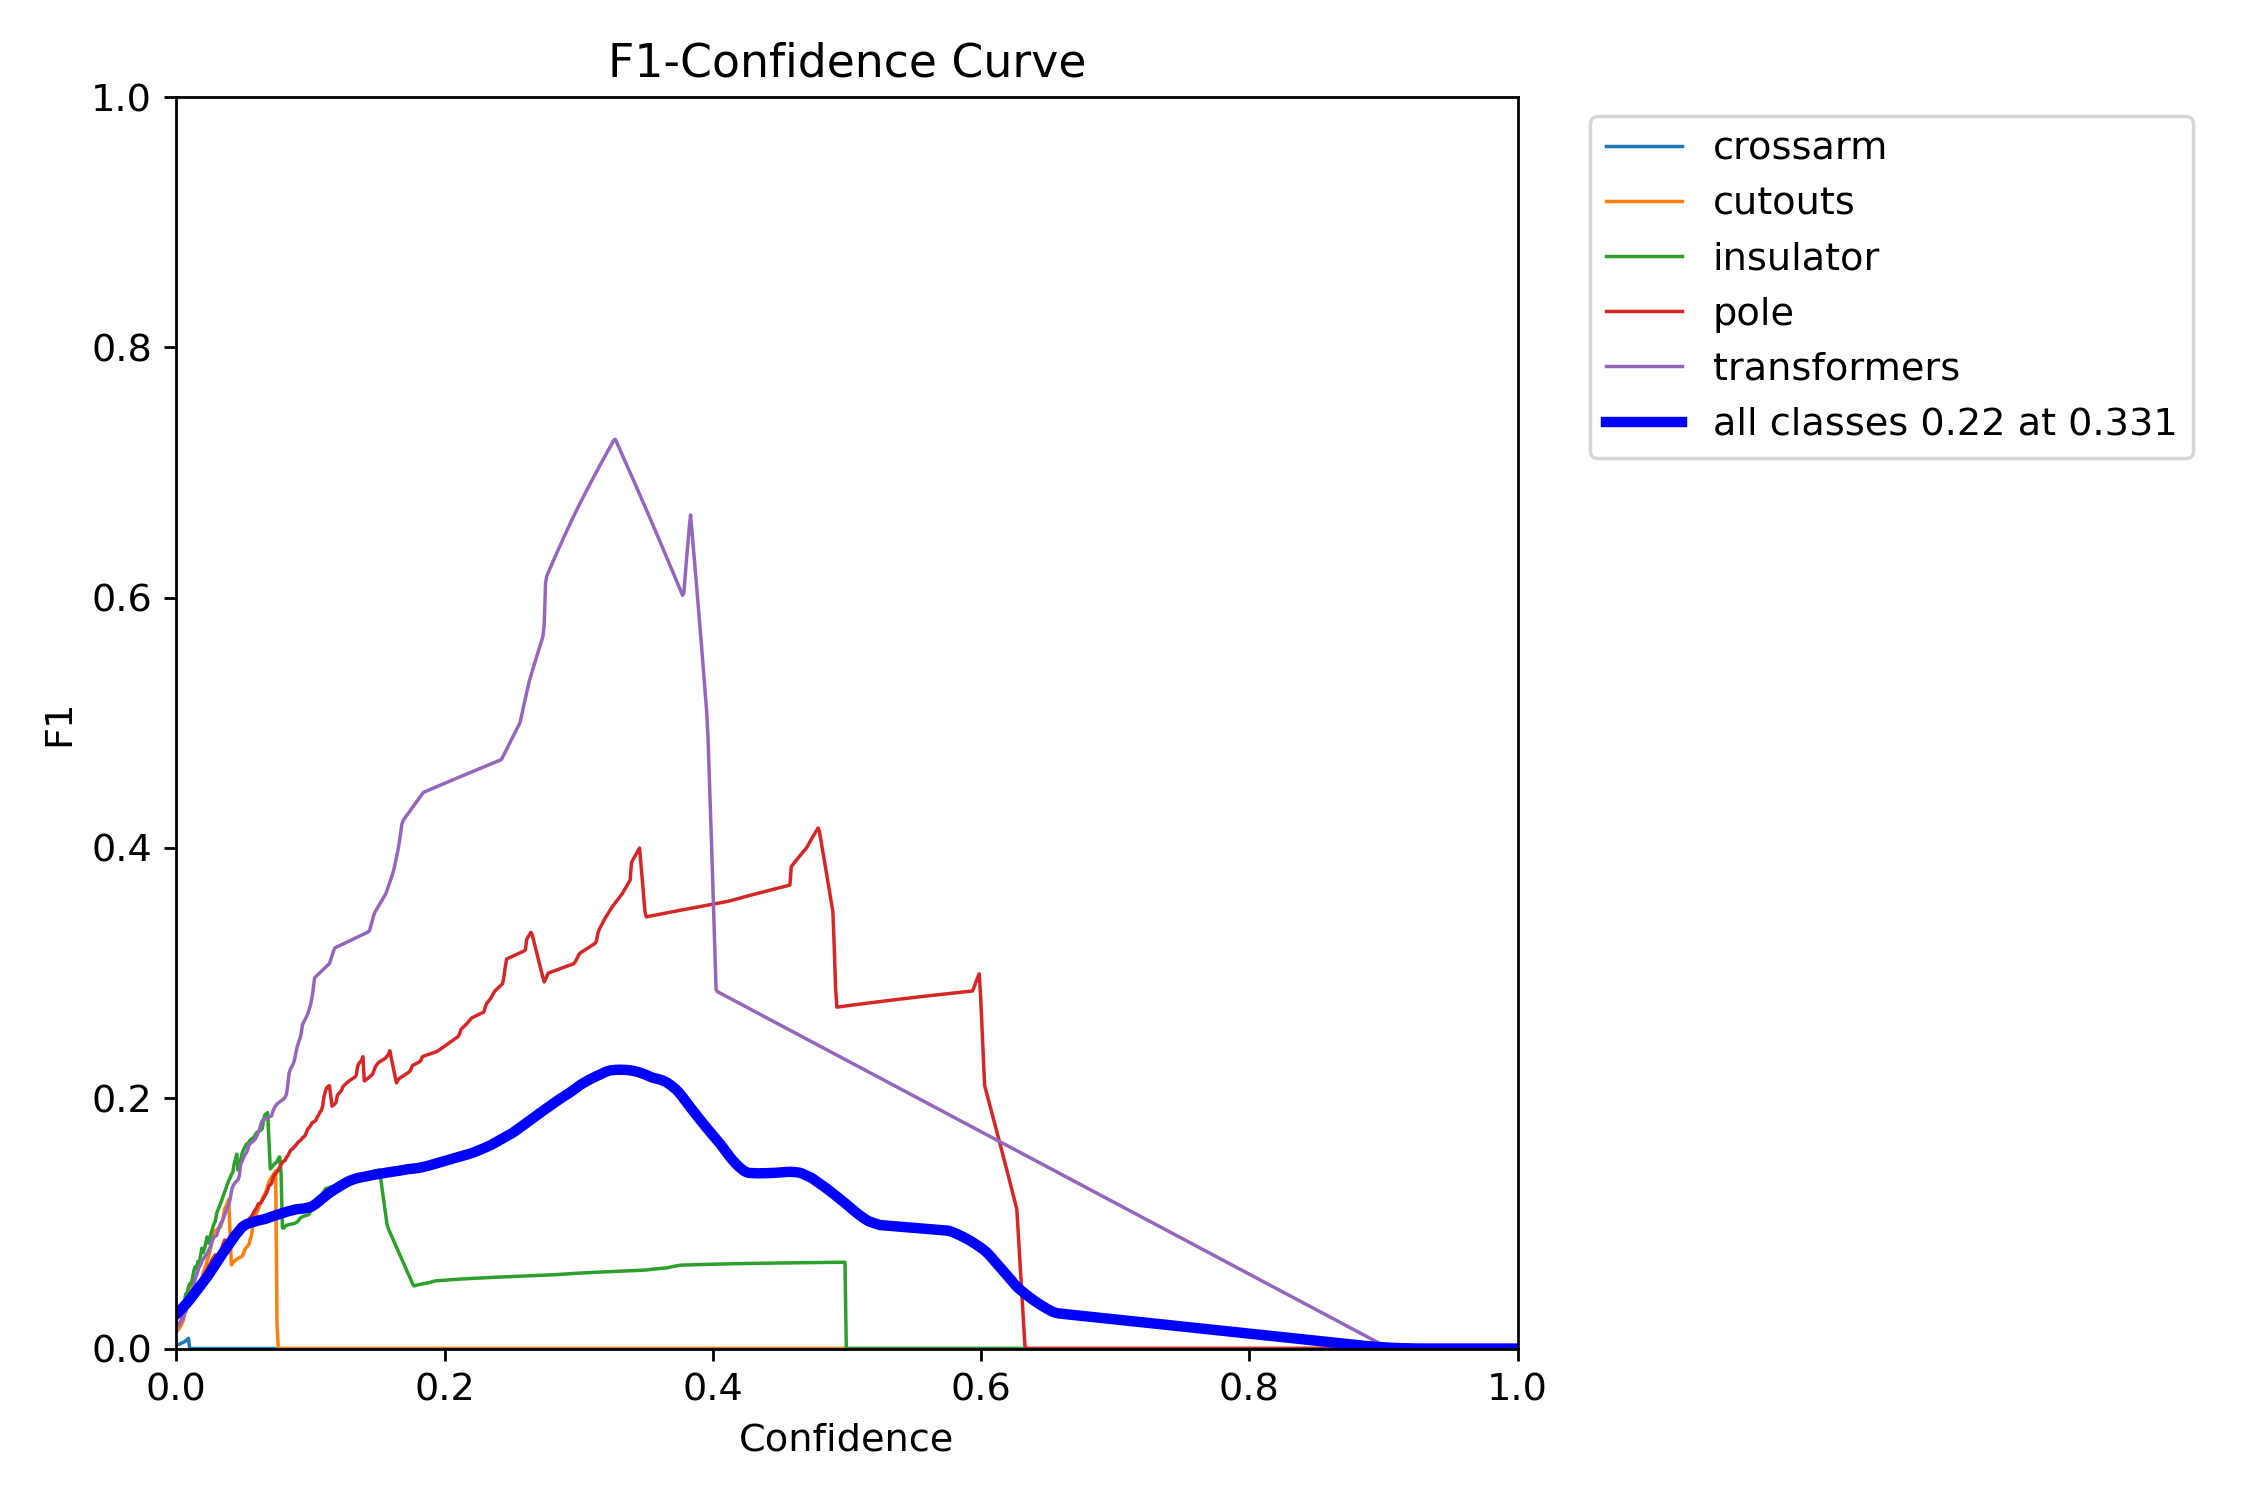 F1-Confidence Curve
1.0
0.8
0.6
0.4
0.2
0.0
F1
0.0 0.2 0.4 0.6 0.8 1.0
Confidence
crossarm
cutouts
insulator
pole
transformers
all classes 0.22 at 0.331